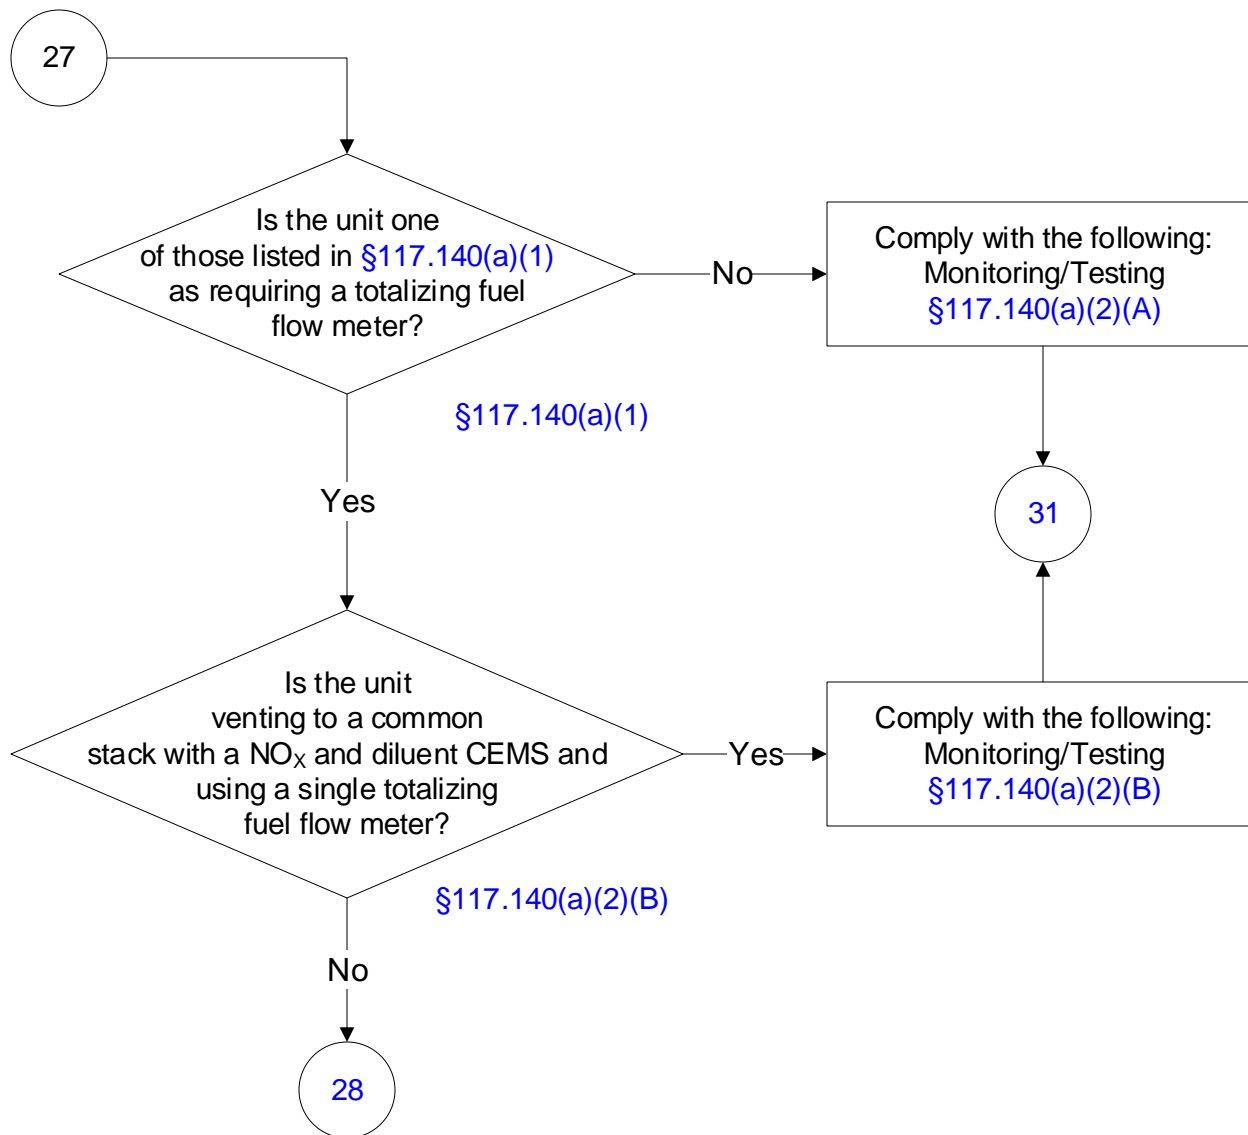 27
Is the unit one
of those listed in §117.140(a)(1)
as requiring a totalizing fuel
flow meter?
No
Comply with the following:
Monitoring/Testing
§117.140(a)(2)(A)
§117.140(a)(1)
Yes
31
Is the unit
venting to a common
stack with a NOₓ and diluent CEMS and
using a single totalizing
fuel flow meter?
Yes
Comply with the following:
Monitoring/Testing
§117.140(a)(2)(B)
§117.140(a)(2)(B)
No
28